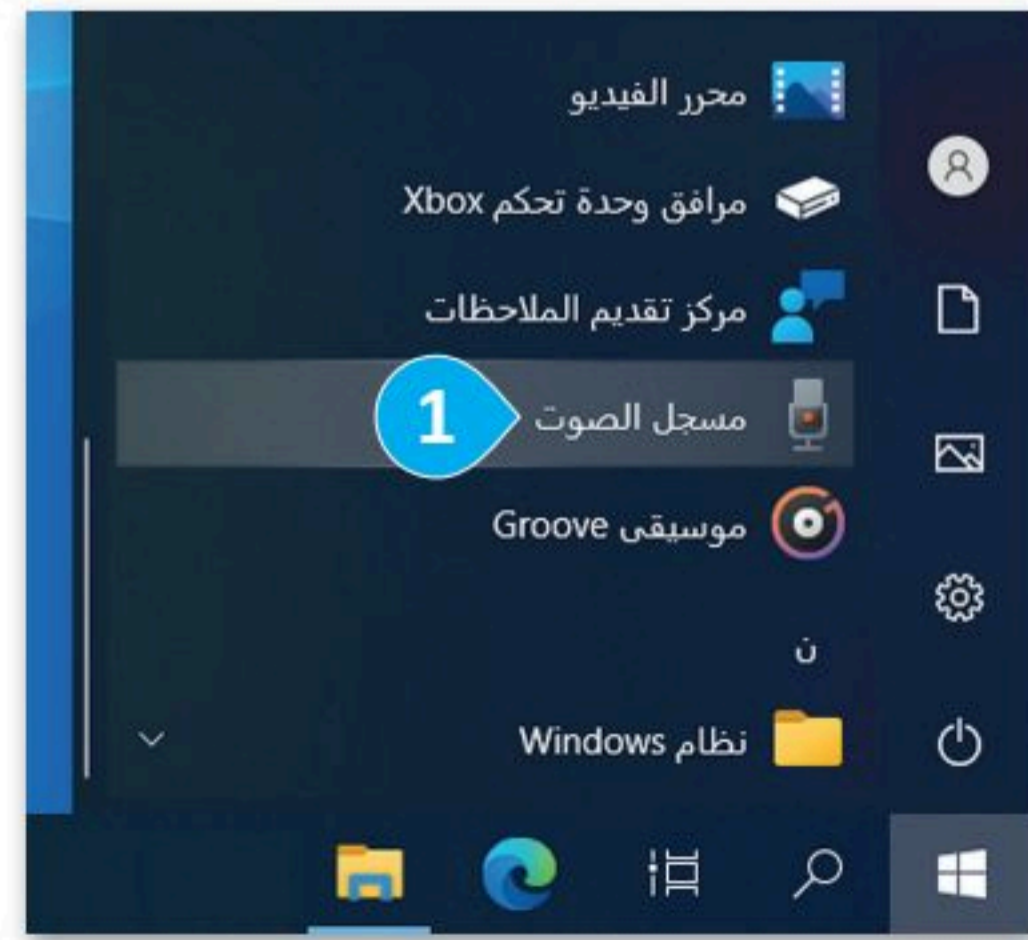 محرر الفيديو
مرافق وحدة تحكم Xbox
مركز تقديم الملاحظات
مسجل الصوت
1
موسيقى Groove
ن
نظام Windows